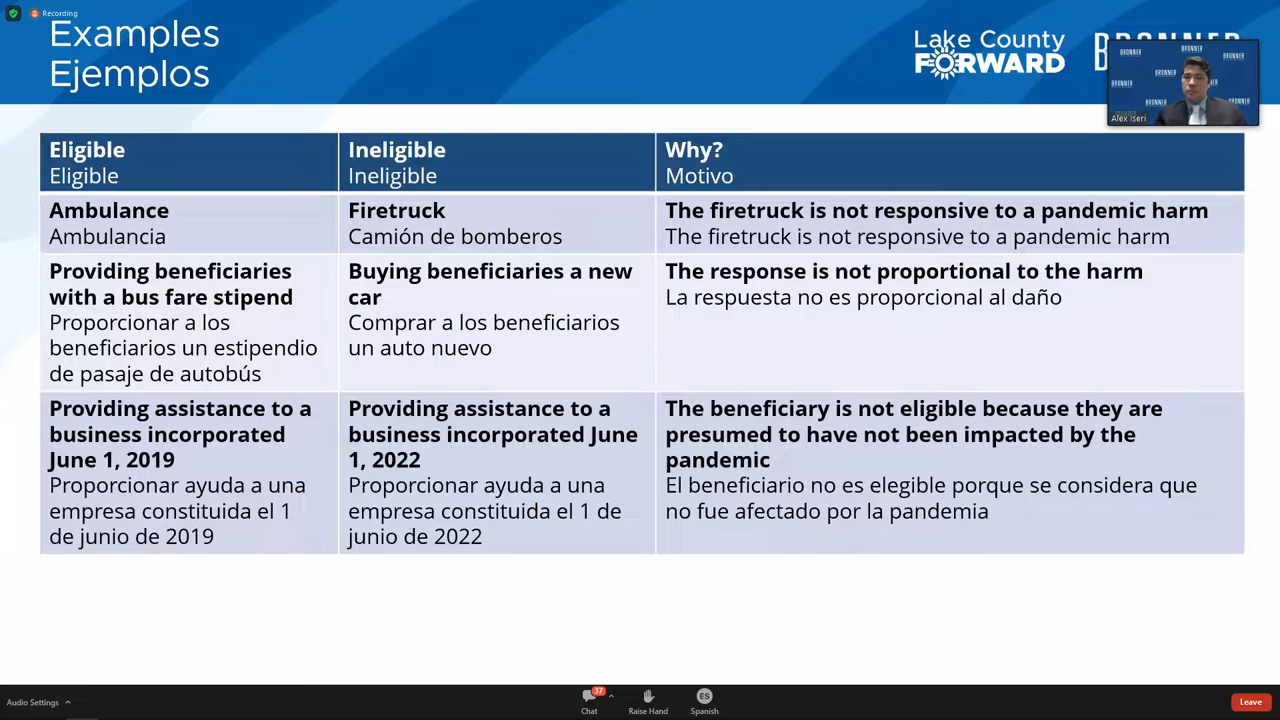 Recording
Examples
Ejemplos
Lake County
FORWARD
BRONNER
BRONNER
BRONNER
BRONNER
BRONNER
BRONNER
BRONNER
BRONNER
Alex Iseri
Eligible
Eligible
Ineligible
Ineligible
Why?
Motivo
Ambulance
Ambulancia
Firetruck
Camión de bomberos
The firetruck is not responsive to a pandemic harm
The firetruck is not responsive to a pandemic harm
Providing beneficiaries
with a bus fare stipend
Proporcionar a los
beneficiarios un estipendio
de pasaje de autobús
Buying beneficiaries a new
car
Comprar a los beneficiarios
un auto nuevo
The response is not proportional to the harm
La respuesta no es proporcional al daño
Providing assistance to a
business incorporated
June 1, 2019
Proporcionar ayuda a una
empresa constituida el 1
de junio de 2019
Providing assistance to a
business incorporated June
1, 2022
Proporcionar ayuda a una
empresa constituida el 1 de
junio de 2022
The beneficiary is not eligible because they are
presumed to have not been impacted by the
pandemic
El beneficiario no es elegible porque se considera que
no fue afectado por la pandemia
Audio Settings
37
Chat
Raise Hand
ES
Spanish
Leave